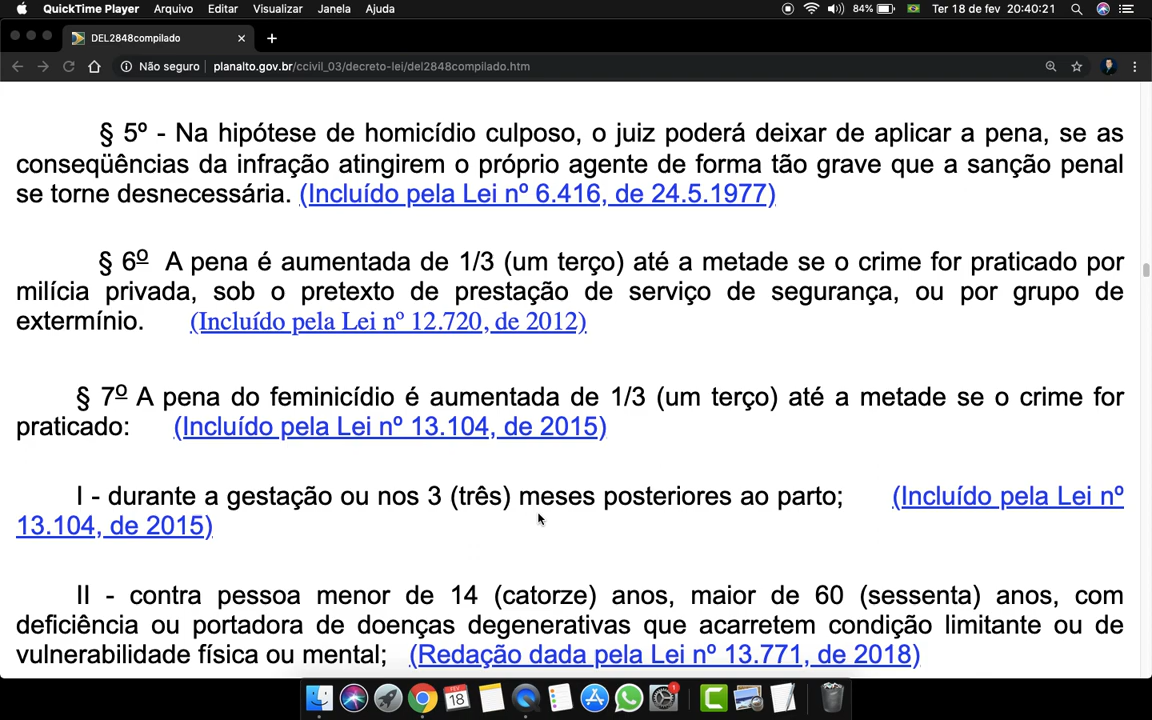 QuickTime Player Arquivo Editar Visualizar Janela Ajuda 84% Ter 18 de fev 20:40:21
DEL2848compilado
Não seguro planalto.gov.br/ccivil_03/decreto-lei/del2848compilado.htm
§ 5º - Na hipótese de homicídio culposo, o juiz poderá deixar de aplicar a pena, se as
conseqüências da infração atingirem o próprio agente de forma tão grave que a sanção penal
se torne desnecessária. (Incluído pela Lei nº 6.416, de 24.5.1977)
§ 6º A pena é aumentada de 1/3 (um terço) até a metade se o crime for praticado por
milícia privada, sob o pretexto de prestação de serviço de segurança, ou por grupo de
extermínio. (Incluído pela Lei nº 12.720, de 2012)
§ 7º A pena do feminicídio é aumentada de 1/3 (um terço) até a metade se o crime for
praticado: (Incluído pela Lei nº 13.104, de 2015)
I - durante a gestação ou nos 3 (três) meses posteriores ao parto; (Incluído pela Lei nº
13.104, de 2015)
II - contra pessoa menor de 14 (catorze) anos, maior de 60 (sessenta) anos, com
deficiência ou portadora de doenças degenerativas que acarretem condição limitante ou de
vulnerabilidade física ou mental; (Redação dada pela Lei nº 13.771, de 2018)
FEV
18
1